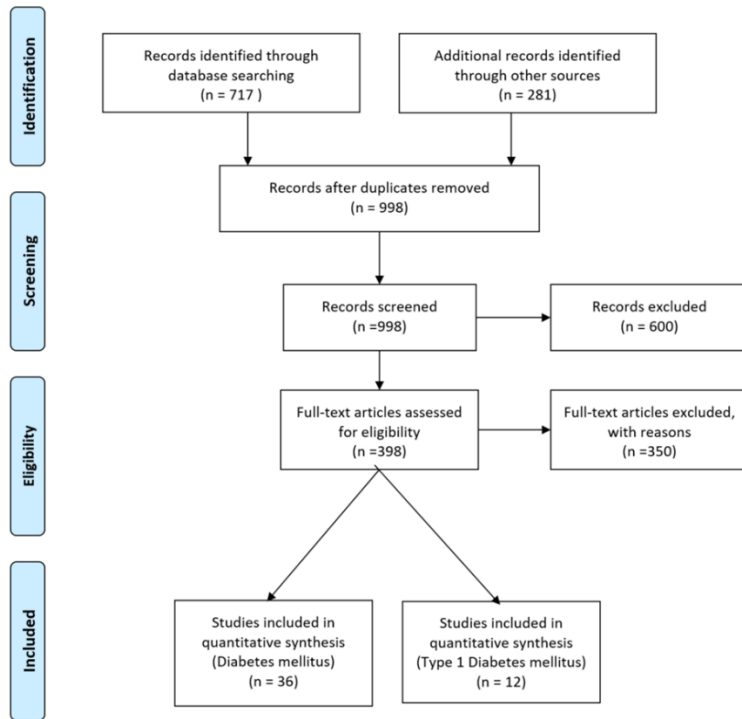 Identification
Records identified through
database searching
(n = 717 )
Additional records identified
through other sources
(n = 281)
Records after duplicates removed
(n = 998)
Screening
Records screened
(n =998)
Records excluded
(n = 600)
Eligibility
Full-text articles assessed
for eligibility
(n =398)
Full-text articles excluded,
with reasons
(n =350)
Included
Studies included in
quantitative synthesis
(Diabetes mellitus)
n = 36)
Studies included in
quantitative synthesis
(Type 1 Diabetes mellitus)
n = 12)